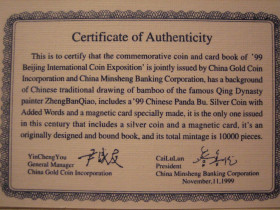 Certificate of Authenticity
This is to certify that the commemorative coin and card book of '99
Beijing International Coin Exposition" is jointly issued by China Gold Coin
Incorporation and China Minsheng Banking Corporation, has a background
of Chinese traditional drawing of bamboo of the famous Qing Dynasty
painter ZhengBanQiao, includes a'99 Chinese Panda Bu. Silver Coin with
Added Words and a magnetic card specially made, it is the only one issued
in this century that includes a silver coin and a magnetic card, it's an
originally designed and bound book, and its total mintage is 10000 pieces.
YinChengYou
General Manager
China Gold Coin Incorporation
CaiLuLun
President
China Minsheng Banking Corporation
November,11,1999